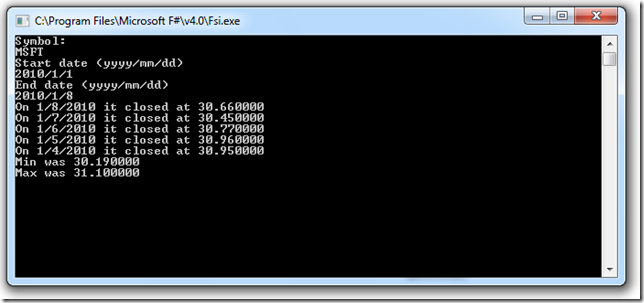 C:\Program Files\Microsoft F#\v4.0\Fsi.exe
Symbol:
MSFT
Start date (yyyy/mm/dd)
2010/1/1
End date (yyyy/mm/dd)
2010/1/8
On 1/8/2010 it closed at 30.660000
On 1/7/2010 it closed at 30.450000
On 1/6/2010 it closed at 30.770000
On 1/5/2010 it closed at 30.960000
On 1/4/2010 it closed at 30.950000
Min was 30.190000
Max was 31.100000